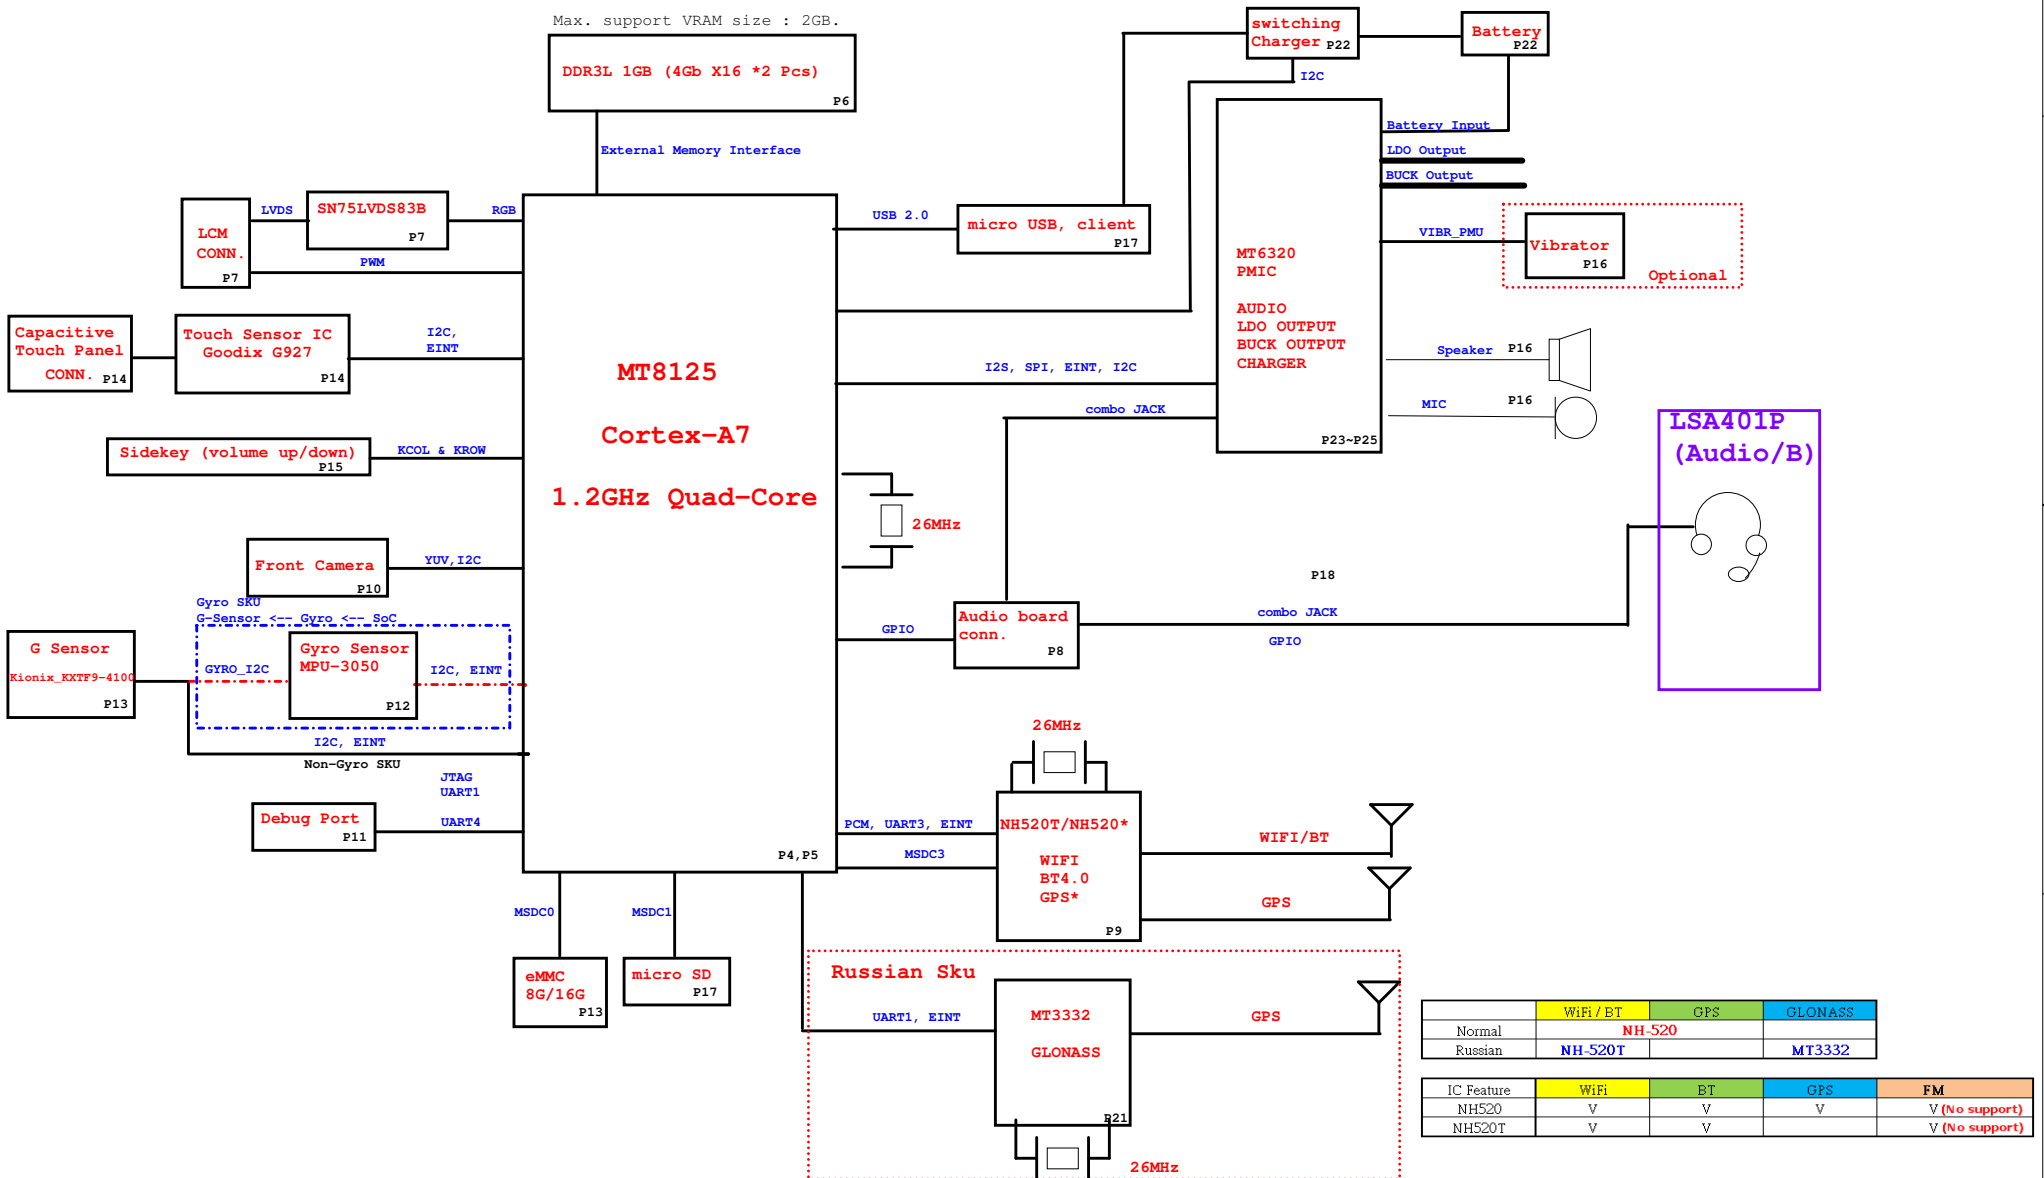 Max. support VRAM size : 2GB.
DDR3L 1GB (4Gb X16 *2 Pcs)
P6
External Memory Interface
switching
Charger P22
Battery
P22
I2C
Battery Input
LDO Output
BUCK Output
MT6320
PMIC
AUDIO
LDO OUTPUT
BUCK OUTPUT
CHARGER
P23~P25
VIBR_PMU
Vibrator
P16
Optional
Speaker P16
MIC P16
LCM
CONN.
P7
LVDS
SN75LVDS83B
P7
RGB
PWM
USB 2.0
micro USB, client
P17
Capacitive
Touch Panel
CONN. P14
Touch Sensor IC
Goodix G927
P14
I2C,
EINT
MT8125
Cortex-A7
1.2GHz Quad-Core
P4,P5
I2S, SPI, EINT, I2C
combo JACK
Sidekey (volume up/down)
P15
KCOL & KROW
26MHz
LSA401P
(Audio/B)
Front Camera
P10
YUV,I2C
P18
Gyro SKU
G-Sensor <-- Gyro <-- SoC
G Sensor
Kionix_KXTF9-4100
P13
GYRO_I2C
Gyro Sensor
MPU-3050
P12
I2C, EINT
I2C, EINT
Non-Gyro SKU
GPIO
Audio board
conn.
P8
combo JACK
GPIO
JTAG
UART1
Debug Port
P11
UART4
26MHz
PCM, UART3, EINT
MSDC3
NH520T/NH520*
WIFI
BT4.0
GPS*
P9
WIFI/BT
GPS
MSDC0
MSDC1
eMMC
8G/16G
P13
micro SD
P17
Russian Sku
UART1, EINT
MT3332
GLONASS
P21
GPS
26MHz
WiFi / BT GPS GLONASS
Normal NH-520
Russian NH-520T MT3332
IC Feature WiFi BT GPS FM
NH520 V V V V (No support)
NH520T V V V (No support)